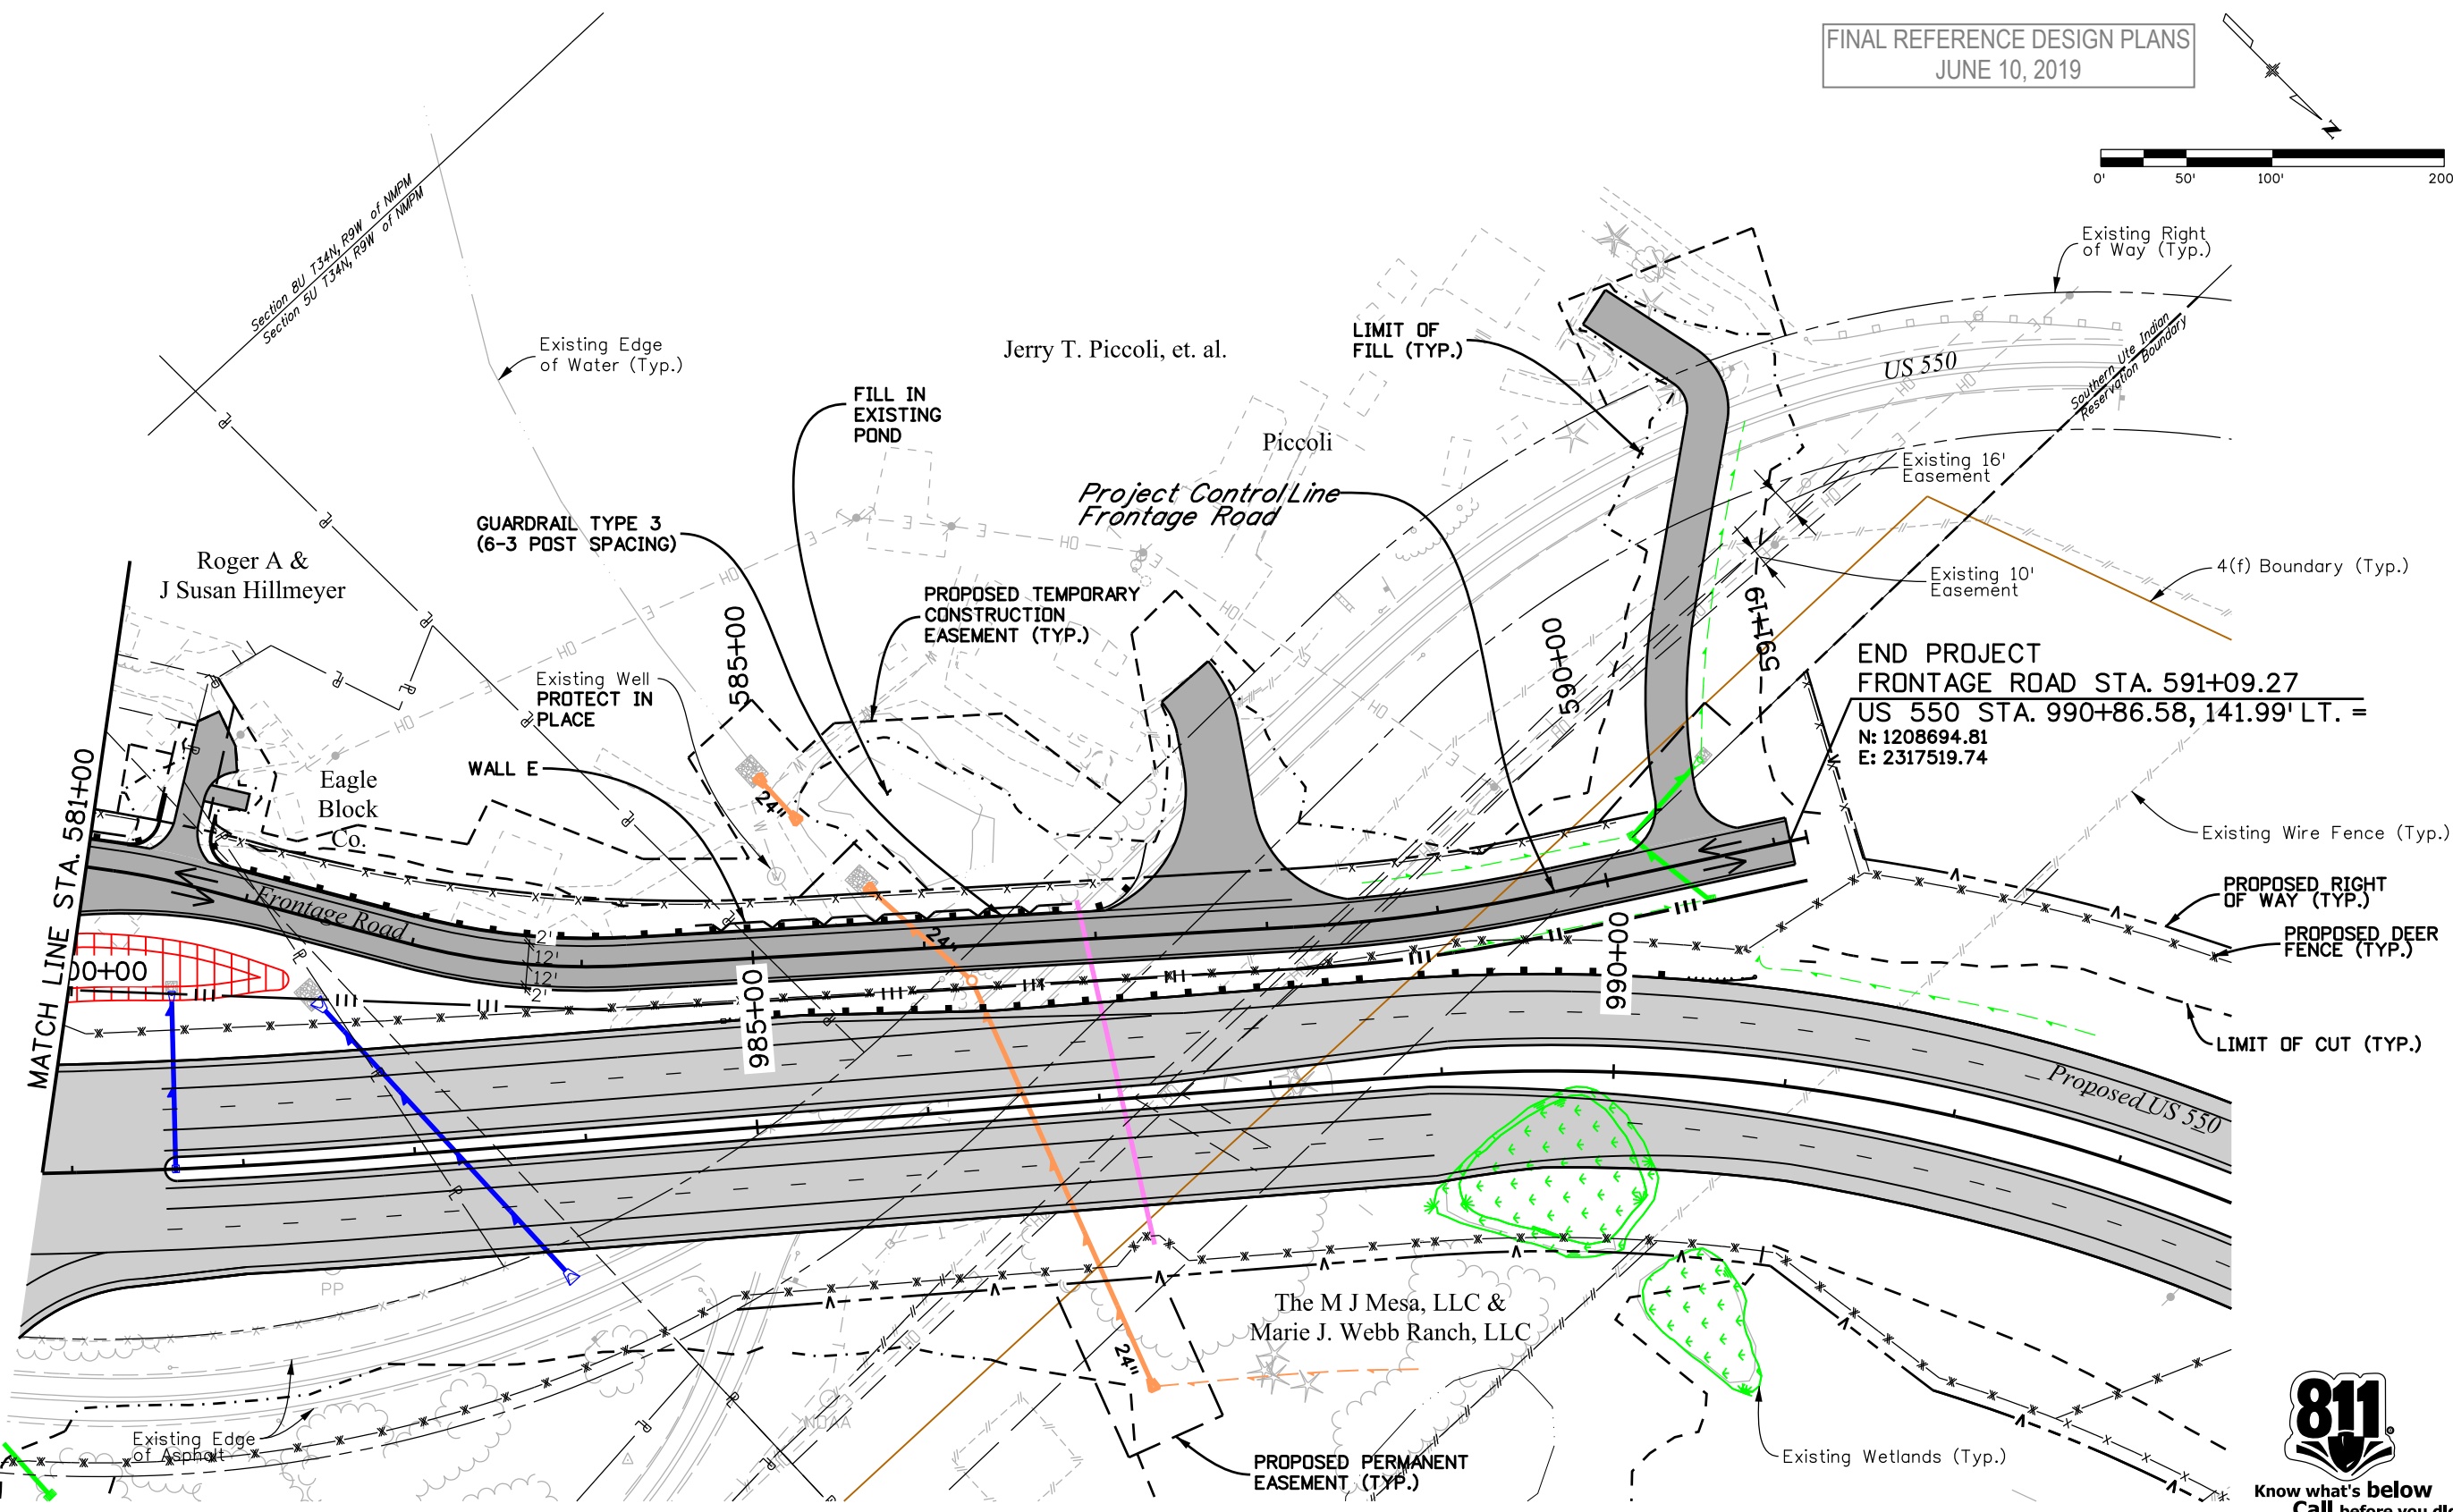 FINAL REFERENCE DESIGN PLANS
JUNE 10, 2019
N
0'
50'
100'
200
Section 8U T34N, R9W of NMPM
Section 5U T34N, R9W of NMPM
Existing Right
of Way (Typ.)
Existing Edge
of Water (Typ.)
Jerry T. Piccoli, et. al.
LIMIT OF
FILL (TYP.)
US 550
Southern Ute Indian
Reservation Boundary
FILL IN
EXISTING
POND
Piccoli
Existing 16'
Easement
Project Control Line
Frontage Road
GUARDRAIL TYPE 3
(6-3 POST SPACING)
Roger A &
J Susan Hillmeyer
4(f) Boundary (Typ.)
Existing 10'
Easement
PROPOSED TEMPORARY
CONSTRUCTION
EASEMENT (TYP.)
585+00
590+00
591+19
Existing Well
PROTECT IN
PLACE
END PROJECT
FRONTAGE ROAD STA. 591+09.27
US 550 STA. 990+86.58, 141.99' LT. =
N: 1208694.81
E: 2317519.74
WALL E
Eagle
Block
Co.
24"
MATCH LINE STA. 581+00
Existing Wire Fence (Typ.)
Frontage Road
PROPOSED RIGHT
OF WAY (TYP.)
PROPOSED DEER
FENCE (TYP.)
2'
12'
12'
2'
24"
00+00
985+00
990+00
LIMIT OF CUT (TYP.)
Proposed US 550
PP
The M J Mesa, LLC &
Marie J. Webb Ranch, LLC
24"
NOAA
Existing Edge
of Asphalt
PROPOSED PERMANENT
EASEMENT (TYP.)
Existing Wetlands (Typ.)
811
Know what's below
Call before you